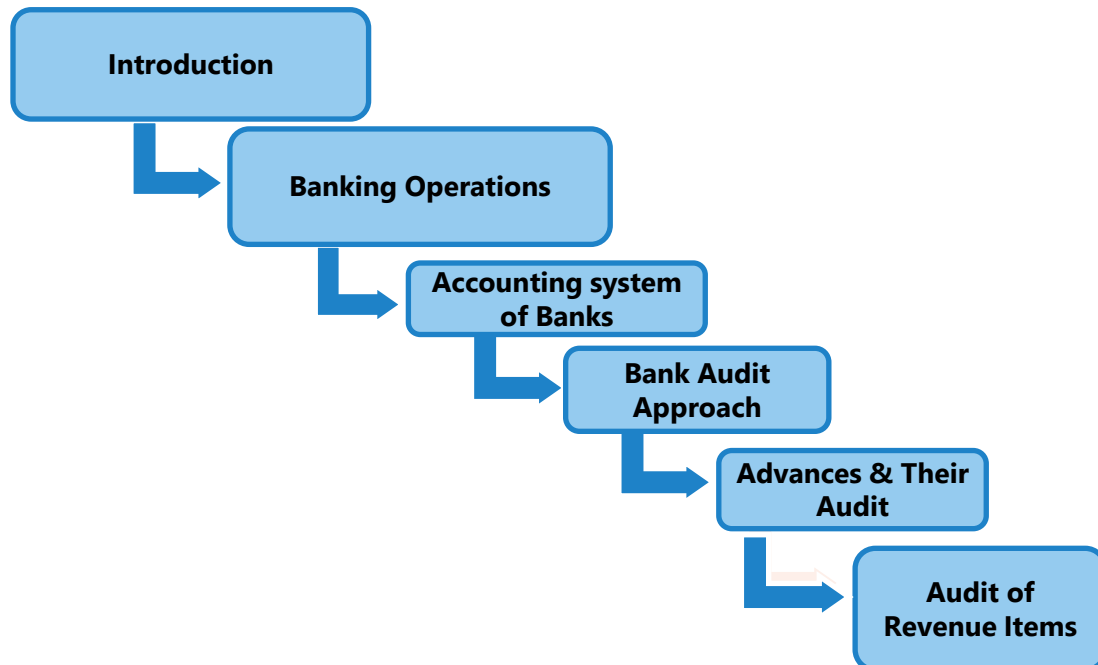 Introduction
Banking Operations
Accounting system
of Banks
Bank Audit
Approach
Advances & Their
Audit
Audit of
Revenue Items